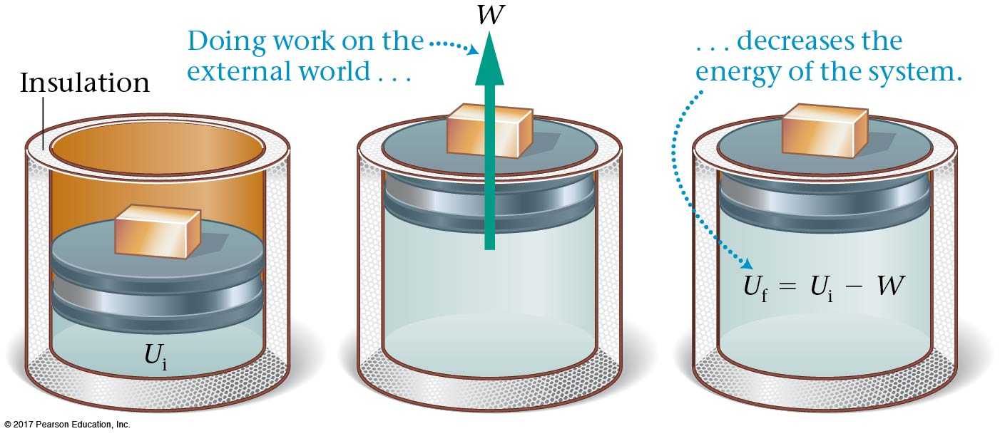 Insulation
Doing work on the
external world . . .
W
. . . decreases the
energy of the system.
Ui
Uf = Ui − W
© 2017 Pearson Education, Inc.